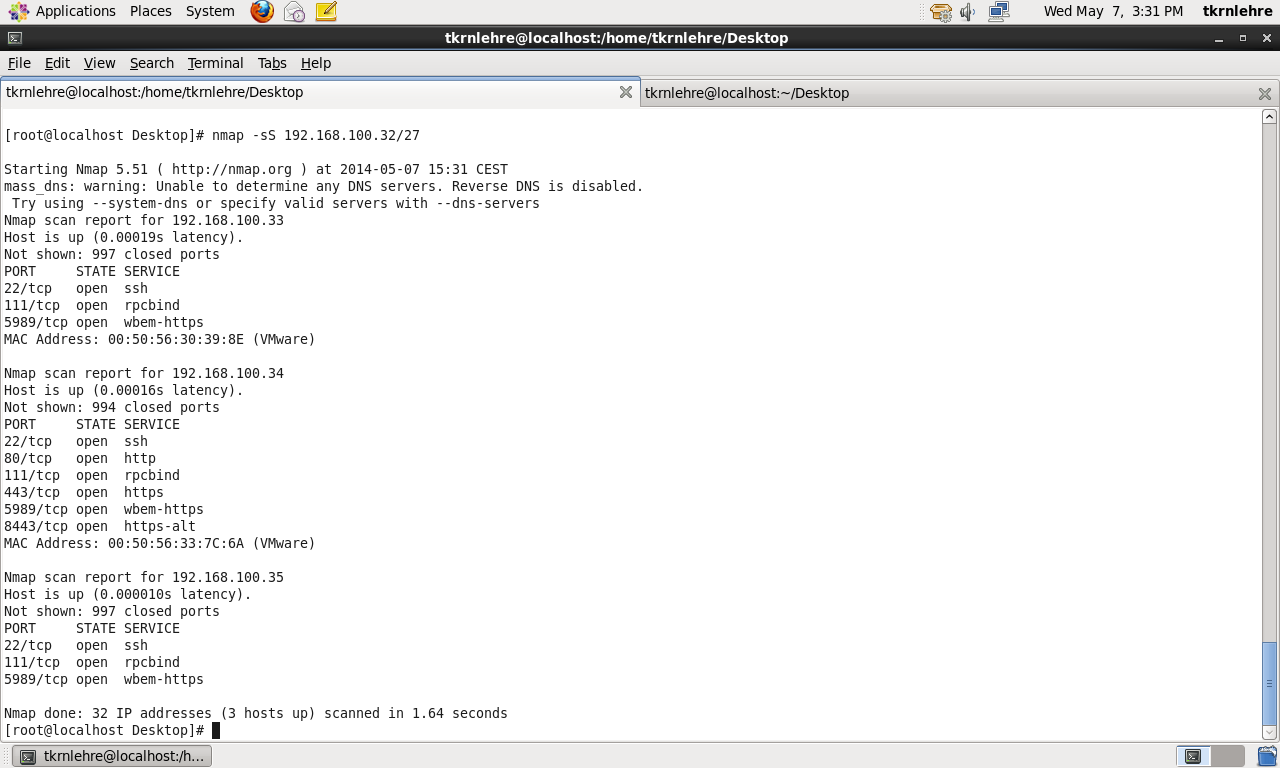 Applications Places System Wed May 7, 3:31 PM tkrnlehre
tkrnlehre@localhost:/home/tkrnlehre/Desktop
File Edit View Search Terminal Tabs Help
tkrnlehre@localhost:/home/tkrnlehre/Desktop tkrnlehre@localhost:~/Desktop
[root@localhost Desktop]# nmap -sS 192.168.100.32/27
Starting Nmap 5.51 ( http://nmap.org ) at 2014-05-07 15:31 CEST
mass_dns: warning: Unable to determine any DNS servers. Reverse DNS is disabled.
Try using --system-dns or specify valid servers with --dns-servers
Nmap scan report for 192.168.100.33
Host is up (0.00019s latency).
Not shown: 997 closed ports
PORT STATE SERVICE
22/tcp open ssh
111/tcp open rpcbind
5989/tcp open wbem-https
MAC Address: 00:50:56:30:39:8E (VMware)
Nmap scan report for 192.168.100.34
Host is up (0.00016s latency).
Not shown: 994 closed ports
PORT STATE SERVICE
22/tcp open ssh
80/tcp open http
111/tcp open rpcbind
443/tcp open https
5989/tcp open wbem-https
8443/tcp open https-alt
MAC Address: 00:50:56:33:7C:6A (VMware)
Nmap scan report for 192.168.100.35
Host is up (0.000010s latency).
Not shown: 997 closed ports
PORT STATE SERVICE
22/tcp open ssh
111/tcp open rpcbind
5989/tcp open wbem-https
Nmap done: 32 IP addresses (3 hosts up) scanned in 1.64 seconds
[root@localhost Desktop]#
tkrnlehre@localhost:/h...